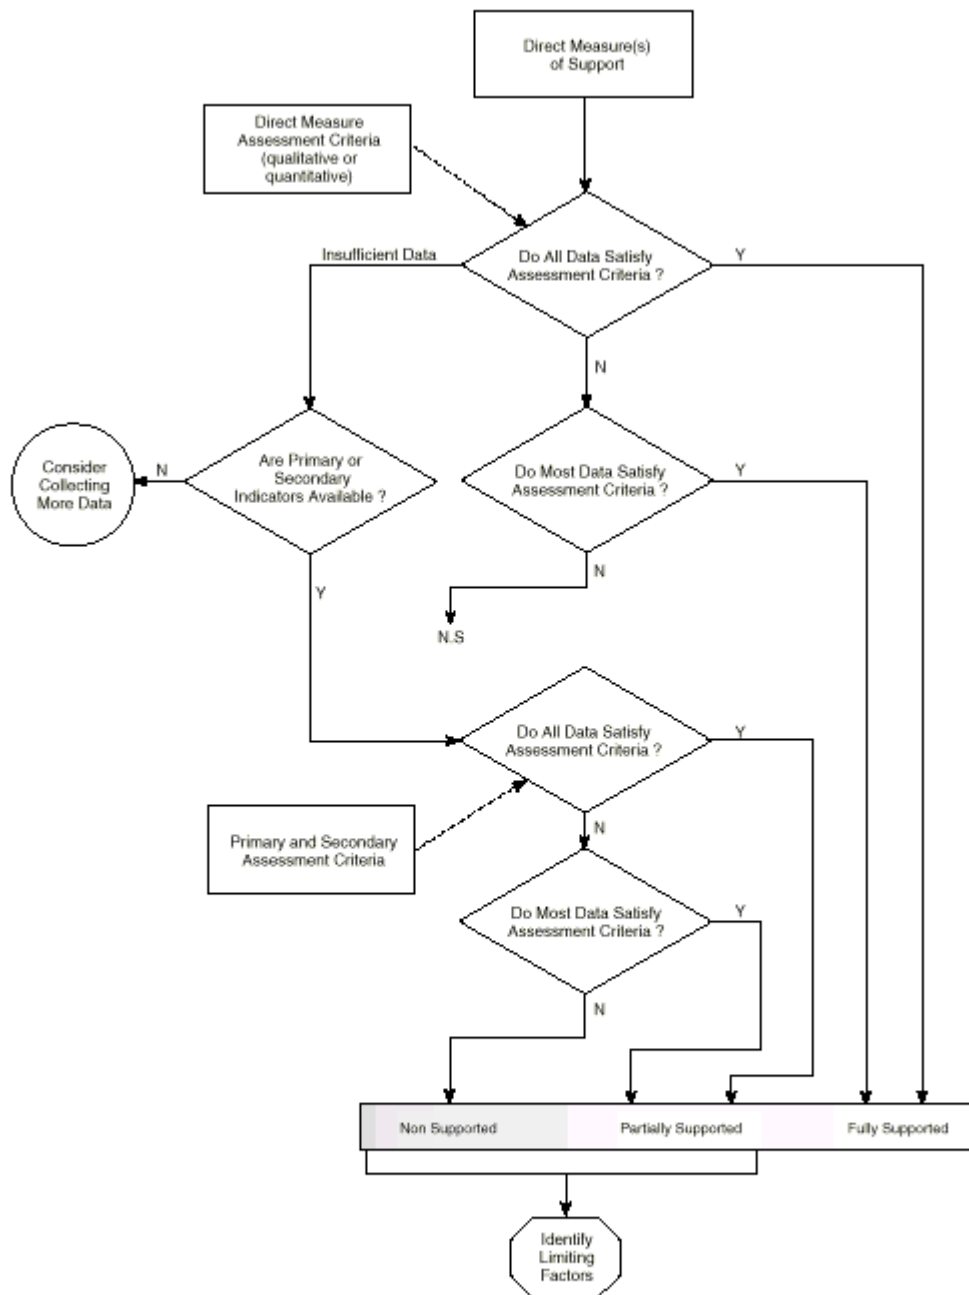 Direct Measure(s)
of Support
Direct Measure
Assessment Criteria
(qualitative or
quantitative)
Insufficient Data
Do All Data Satisfy
Assessment Criteria ?
Y
N
Consider
Collecting
More Data
N
Are Primary or
Secondary
Indicators Available ?
Do Most Data Satisfy
Assessment Criteria ?
Y
Y
N
N.S
Do All Data Satisfy
Assessment Criteria ?
Y
N
Primary and Secondary
Assessment Criteria
Do Most Data Satisfy
Assessment Criteria ?
Y
N
Non Supported
Partially Supported
Fully Supported
Identify
Limiting
Factors